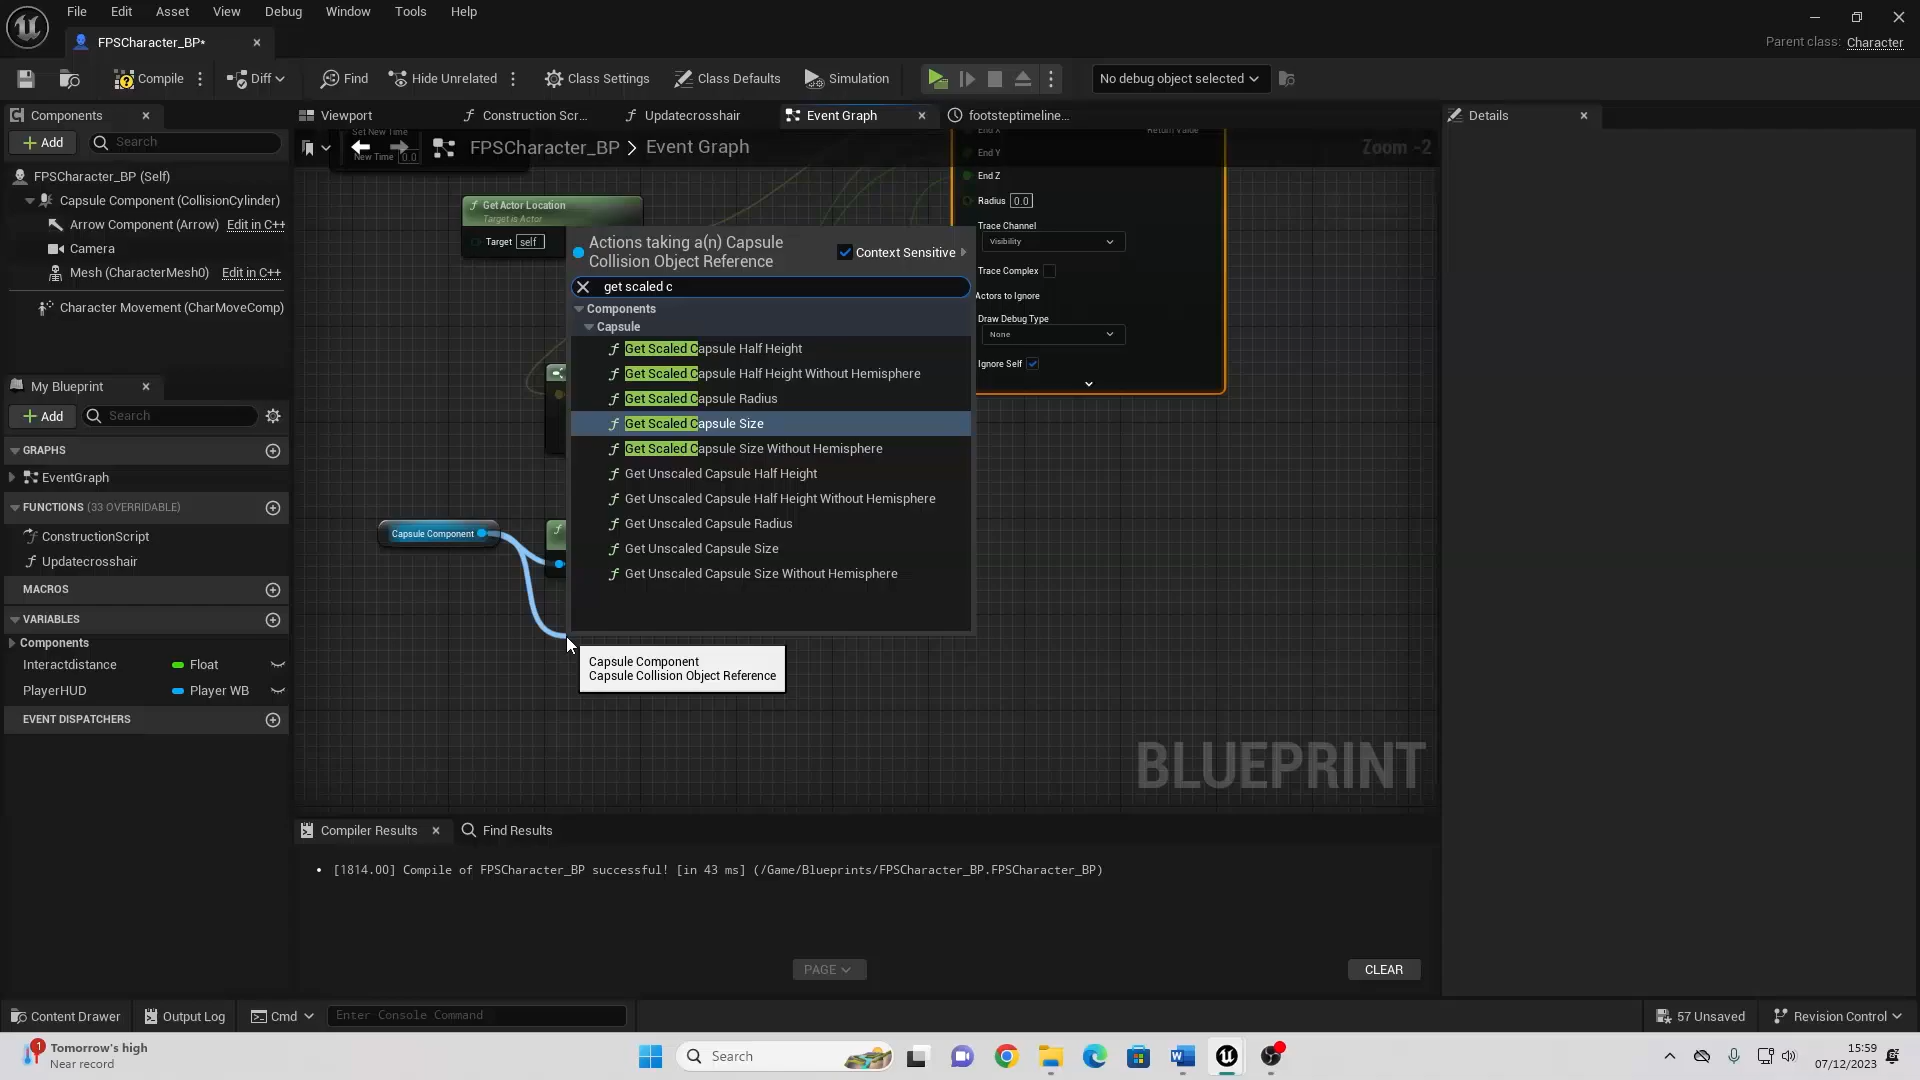 File Edit Asset View Debug Window Tools Help
FPSCharacter_BP*
Parent class: Character
Compile Diff Find Hide Unrelated Class Settings Class Defaults Simulation No debug object selected
Components
Viewport Construction Scr... Updatecrosshair Event Graph footsteptimeline...
Details
Add Search
FPSCharacter_BP > Event Graph
Zoom -2
Set New Time
New Time 0.0
FPSCharacter_BP (Self)
Capsule Component (CollisionCylinder)
Arrow Component (Arrow) Edit in C++
Camera
Mesh (CharacterMesh0) Edit in C++
Character Movement (CharMoveComp)
My Blueprint
Add Search
GRAPHS
EventGraph
FUNCTIONS (33 OVERRIDABLE)
ConstructionScript
Updatecrosshair
MACROS
VARIABLES
Components
Interactdistance Float
PlayerHUD Player WB
EVENT DISPATCHERS
Get Actor Location
Target is Actor
Target self
End X
Return Value
End Y
End Z
Radius 0.0
Trace Channel
Visibility
Trace Complex
Actors to Ignore
Draw Debug Type
None
Ignore Self
Actions taking a(n) Capsule
Collision Object Reference
Context Sensitive
get scaled c
Components
Capsule
Get Scaled Capsule Half Height
Get Scaled Capsule Half Height Without Hemisphere
Get Scaled Capsule Radius
Get Scaled Capsule Size
Get Scaled Capsule Size Without Hemisphere
Get Unscaled Capsule Half Height
Get Unscaled Capsule Half Height Without Hemisphere
Get Unscaled Capsule Radius
Get Unscaled Capsule Size
Get Unscaled Capsule Size Without Hemisphere
Capsule Component
Capsule Component
Capsule Collision Object Reference
BLUEPRINT
Compiler Results Find Results
[1814.00] Compile of FPSCharacter_BP successful! [in 43 ms] (/Game/Blueprints/FPSCharacter_BP.FPSCharacter_BP)
PAGE
CLEAR
Content Drawer Output Log Cmd Enter Console Command 57 Unsaved Revision Control
1
Tomorrow's high
Near record
Search
15:59
07/12/2023